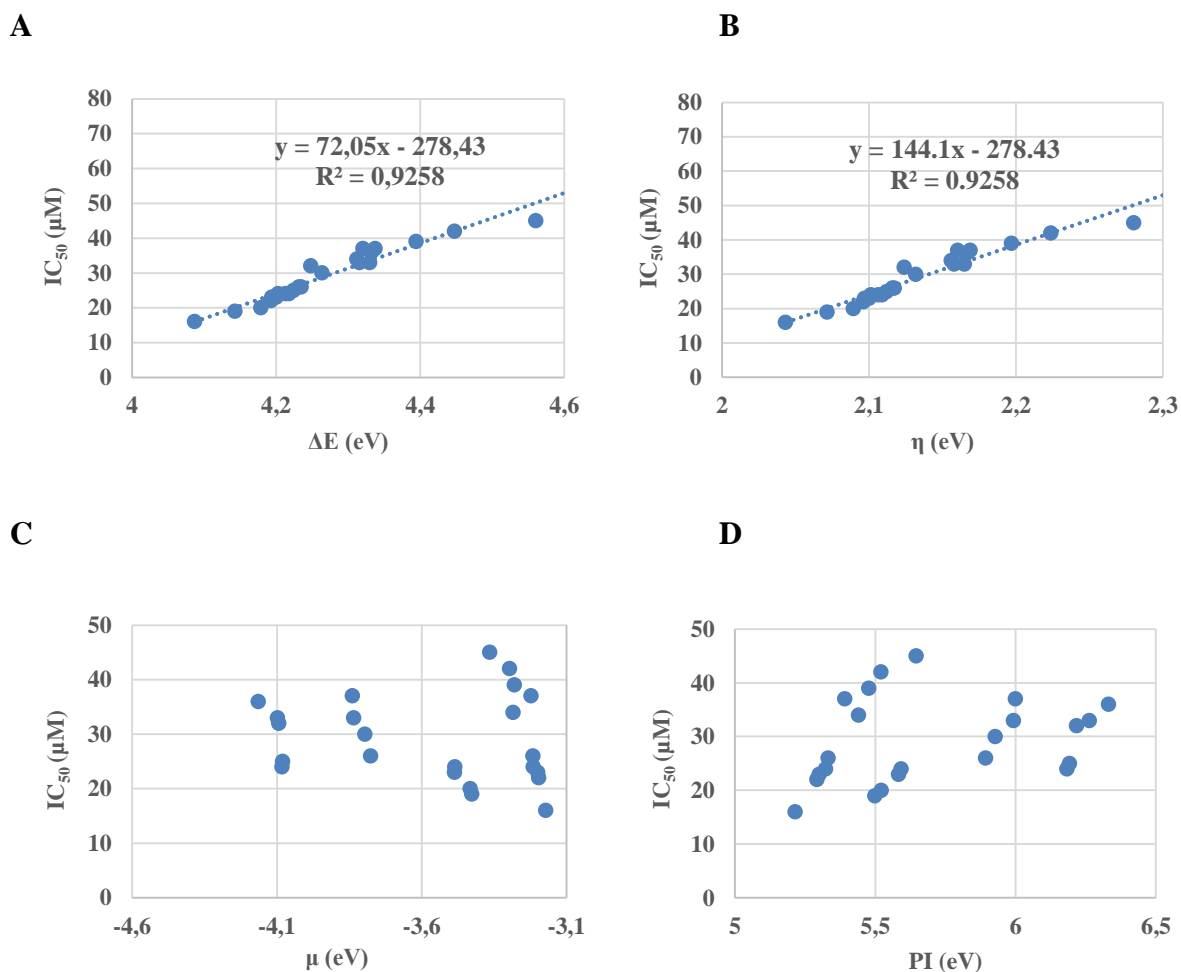 A
B
80
70
60
50
40
30
20
10
0
IC50 (µM)
y = 72,05x - 278,43
R² = 0,9258
4
4,2
4,4
4,6
ΔE (eV)
80
70
60
50
40
30
20
10
0
IC50 (µM)
y = 144.1x - 278.43
R² = 0.9258
2
2,1
2,2
2,3
η (eV)
C
D
50
40
30
20
10
0
IC50 (µM)
-4,6
-4,1
-3,6
-3,1
µ (eV)
50
40
30
20
10
0
IC50 (µM)
5
5,5
6
6,5
PI (eV)